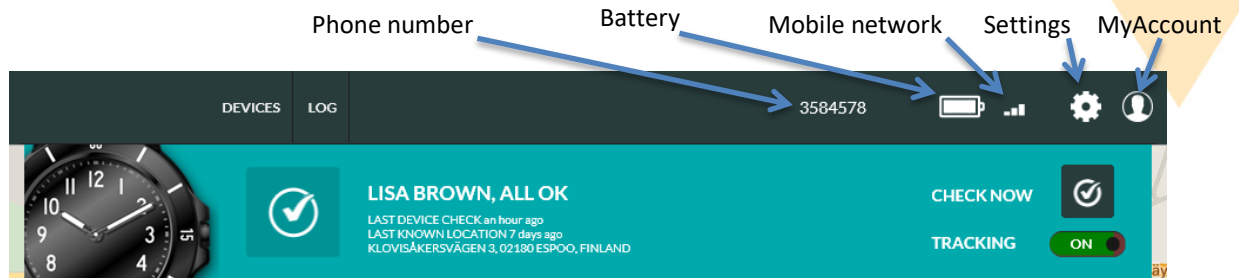 Phone number Battery Mobile network Settings MyAccount
DEVICES LOG 3584578
LISA BROWN, ALL OK
LAST DEVICE CHECK an hour ago
LAST KNOWN LOCATION 7 days ago
KLOVISÅKERSVÄGEN 3, 02180 ESPOO, FINLAND
CHECK NOW
TRACKING ON
10 11 12 1 2
9 3
8 4